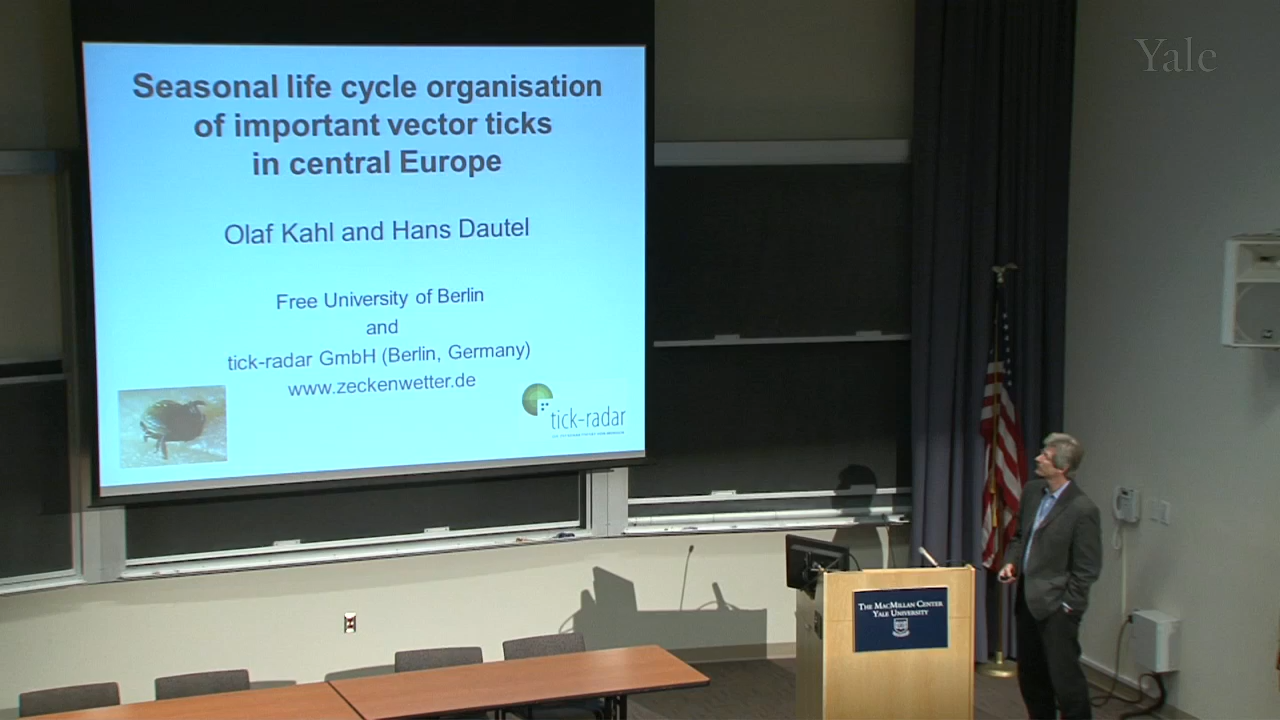 Yale
Seasonal life cycle organisation
of important vector ticks
in central Europe
Olaf Kahl and Hans Dautel
Free University of Berlin
and
tick-radar GmbH (Berlin, Germany)
www.zeckenwetter.de
tick-radar
THE MACMILLAN CENTER
YALE UNIVERSITY